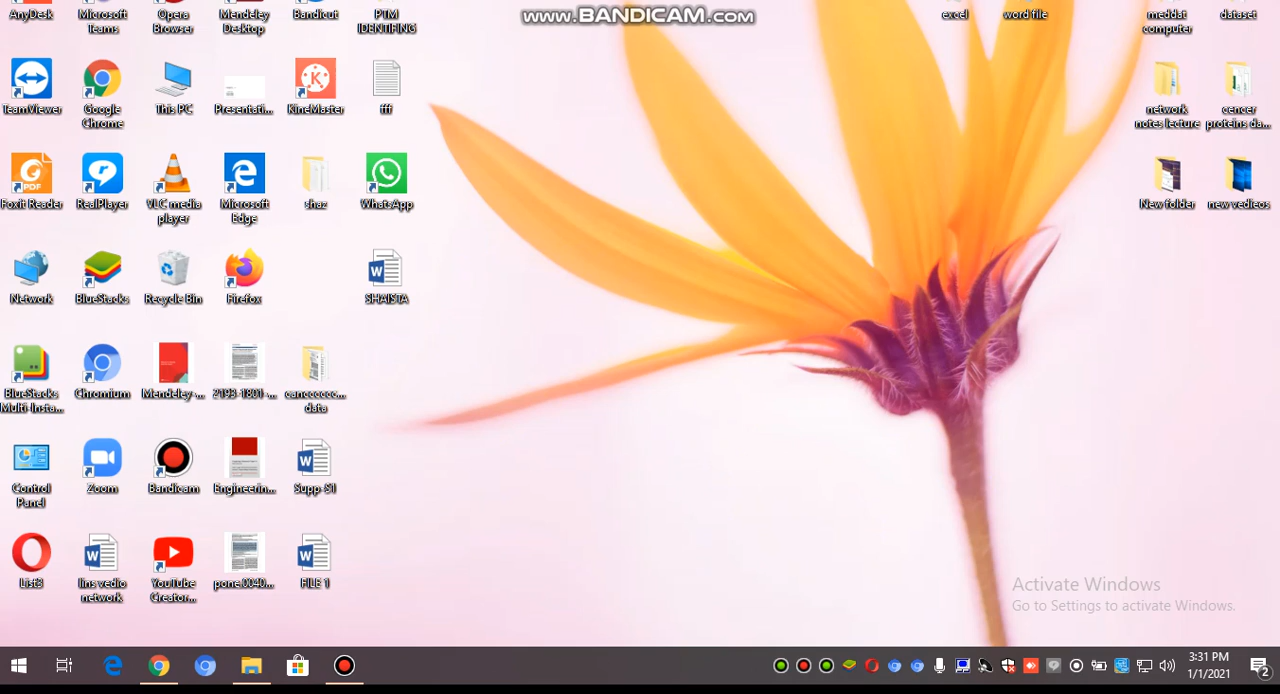 www.BANDICAM.com
AnyDesk
Microsoft
Teams
Opera
Browser
Mendeley
Desktop
Bandicut
PTM
IDENTIFING
excel
word file
meddat
computer
dataset
TeamViewer
Google
Chrome
This PC
Presentati...
KineMaster
fff
network
notes lecture
cencer
proteins da...
Foxit Reader
RealPlayer
VLC media
player
Microsoft
Edge
shaz
WhatsApp
New folder
new vedieos
Network
BlueStacks
Recycle Bin
Firefox
SHAISTA
BlueStacks
Multi-Insta...
Chromium
Mendeley-...
2193-1801-...
data
Control
Panel
Zoom
Bandicam
Engineerin...
Supp-S1
List3
lins vedio
network
YouTube
Creator...
pone.0040...
FILE 1
Activate Windows
Go to Settings to activate Windows.
3:31 PM
1/1/2021
2